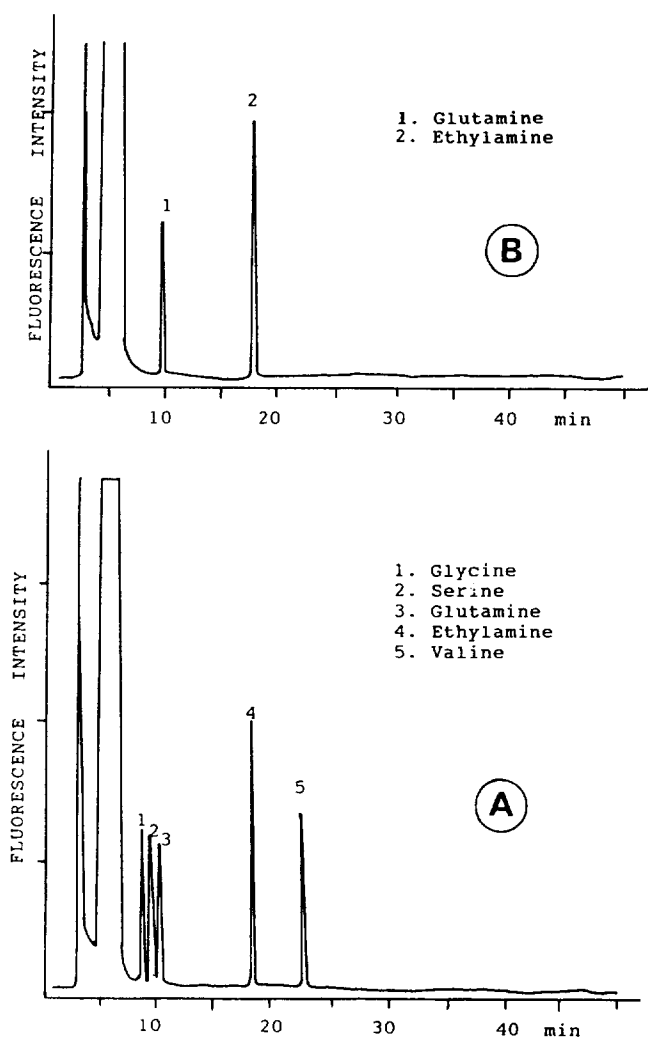 FLUORESCENCE INTENSITY
2
1
1. Glutamine
2. Ethylamine
B
10 20 30 40 min
FLUORESCENCE INTENSITY
1. Glycine
2. Serine
3. Glutamine
4. Ethylamine
5. Valine
4
5
A
1 2 3
10 20 30 40 min